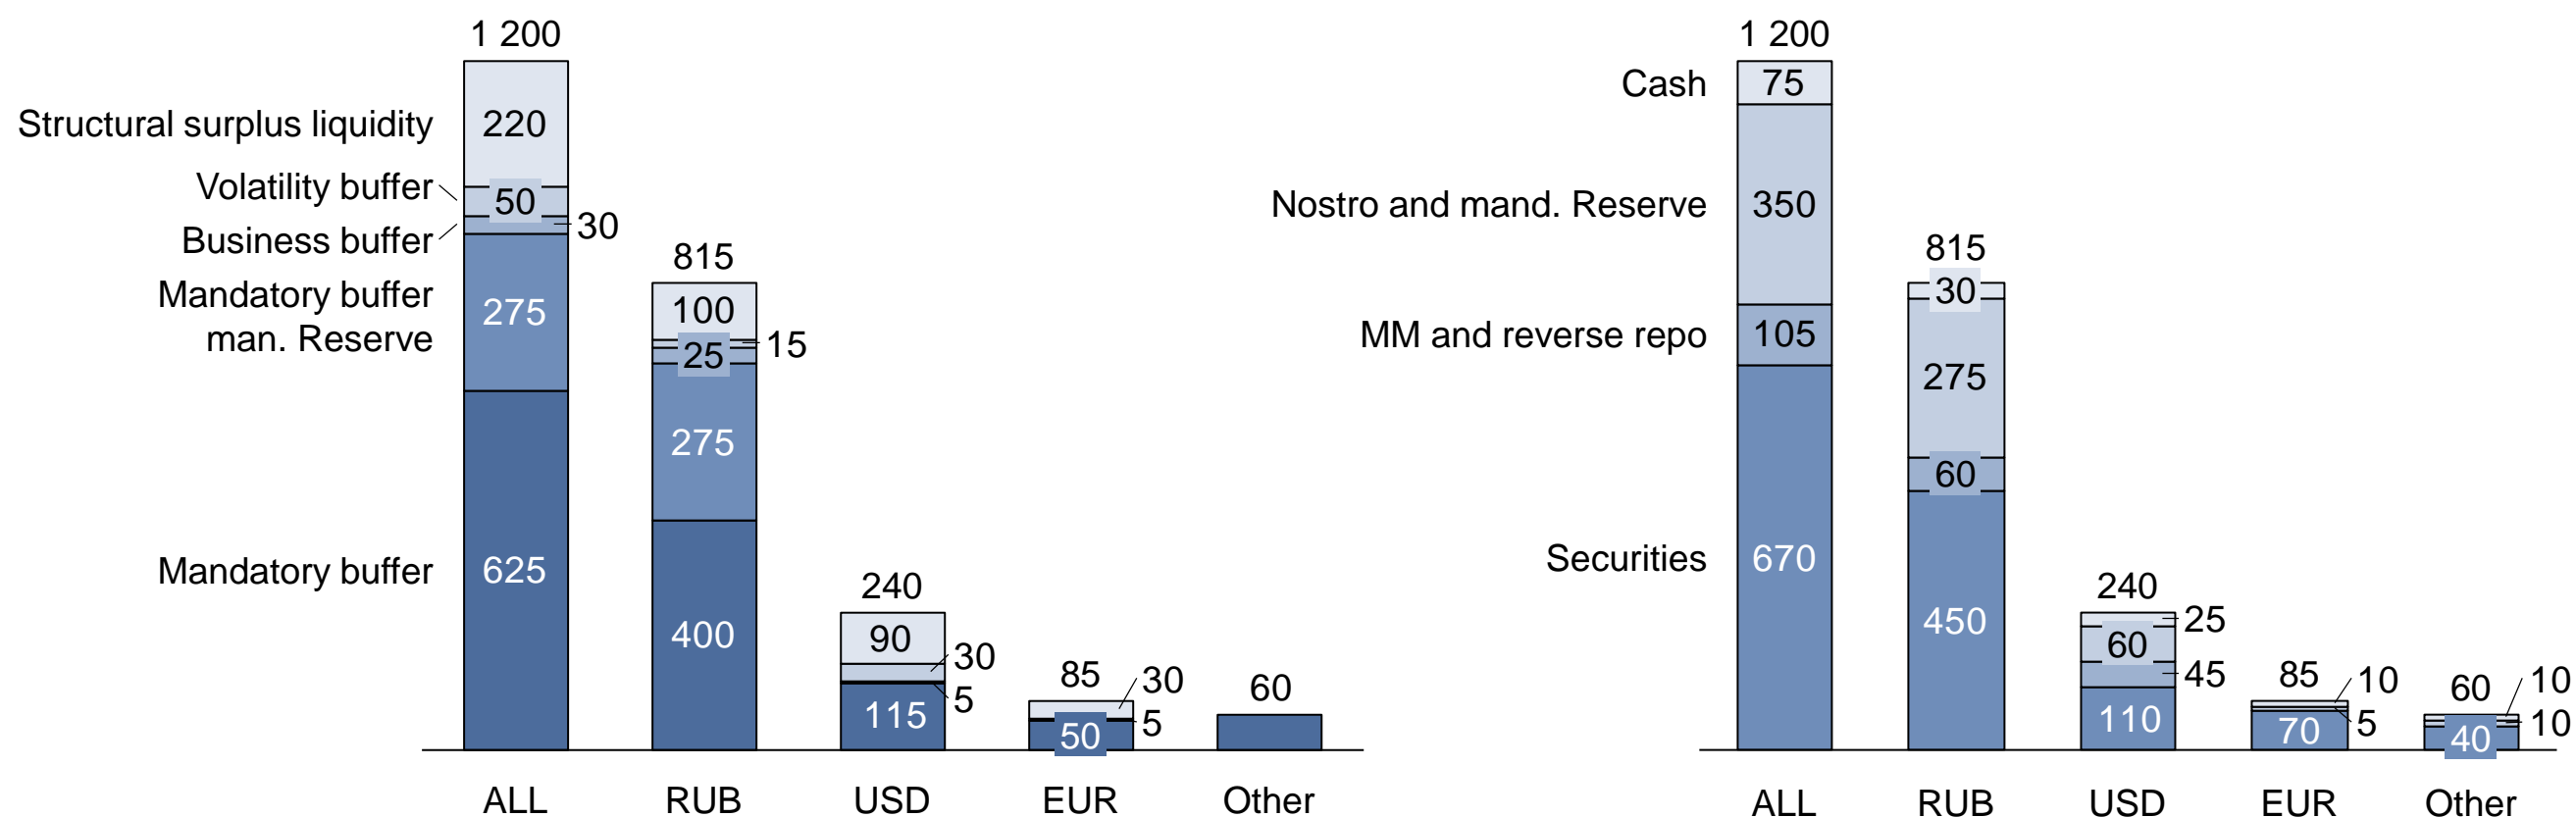 1 200
Structural surplus liquidity
220
Volatility buffer
50
Business buffer
30
Mandatory buffer
man. Reserve
275
Mandatory buffer
625
815
100
15
25
275
400
240
90
30
5
115
85
30
5
50
60
ALL
RUB
USD
EUR
Other
1 200
Cash
75
Nostro and mand. Reserve
350
MM and reverse repo
105
Securities
670
815
30
275
60
450
240
25
60
45
110
85
10
5
70
60
10
10
40
ALL
RUB
USD
EUR
Other